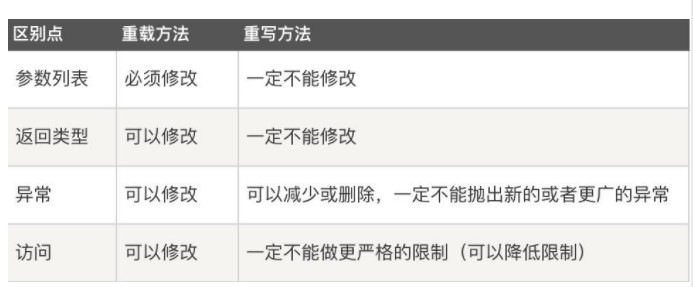 区别点 重载方法 重写方法
参数列表 必须修改 一定不能修改
返回类型 可以修改 一定不能修改
异常 可以修改 可以减少或删除，一定不能抛出新的或者更广的异常
访问 可以修改 一定不能做更严格的限制（可以降低限制）